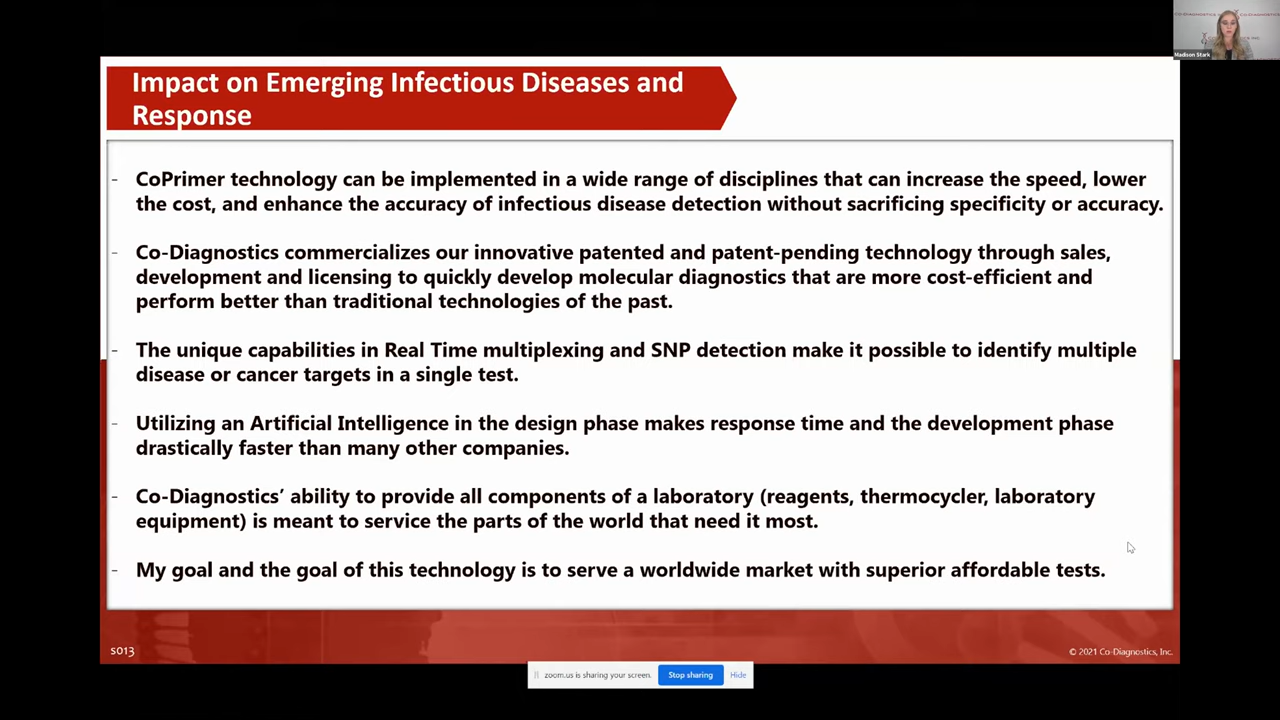 CO-DIAGNOSTICS
CO-DIAGNOSTICS
CO-DIAGNOSTICS INC.
Madison Stark
Impact on Emerging Infectious Diseases and
Response
- CoPrimer technology can be implemented in a wide range of disciplines that can increase the speed, lower
the cost, and enhance the accuracy of infectious disease detection without sacrificing specificity or accuracy.
- Co-Diagnostics commercializes our innovative patented and patent-pending technology through sales,
development and licensing to quickly develop molecular diagnostics that are more cost-efficient and
perform better than traditional technologies of the past.
- The unique capabilities in Real Time multiplexing and SNP detection make it possible to identify multiple
disease or cancer targets in a single test.
- Utilizing an Artificial Intelligence in the design phase makes response time and the development phase
drastically faster than many other companies.
- Co-Diagnostics’ ability to provide all components of a laboratory (reagents, thermocycler, laboratory
equipment) is meant to service the parts of the world that need it most.
- My goal and the goal of this technology is to serve a worldwide market with superior affordable tests.
S013
© 2021 Co-Diagnostics, Inc.
zoom.us is sharing your screen.
Stop sharing
Hide